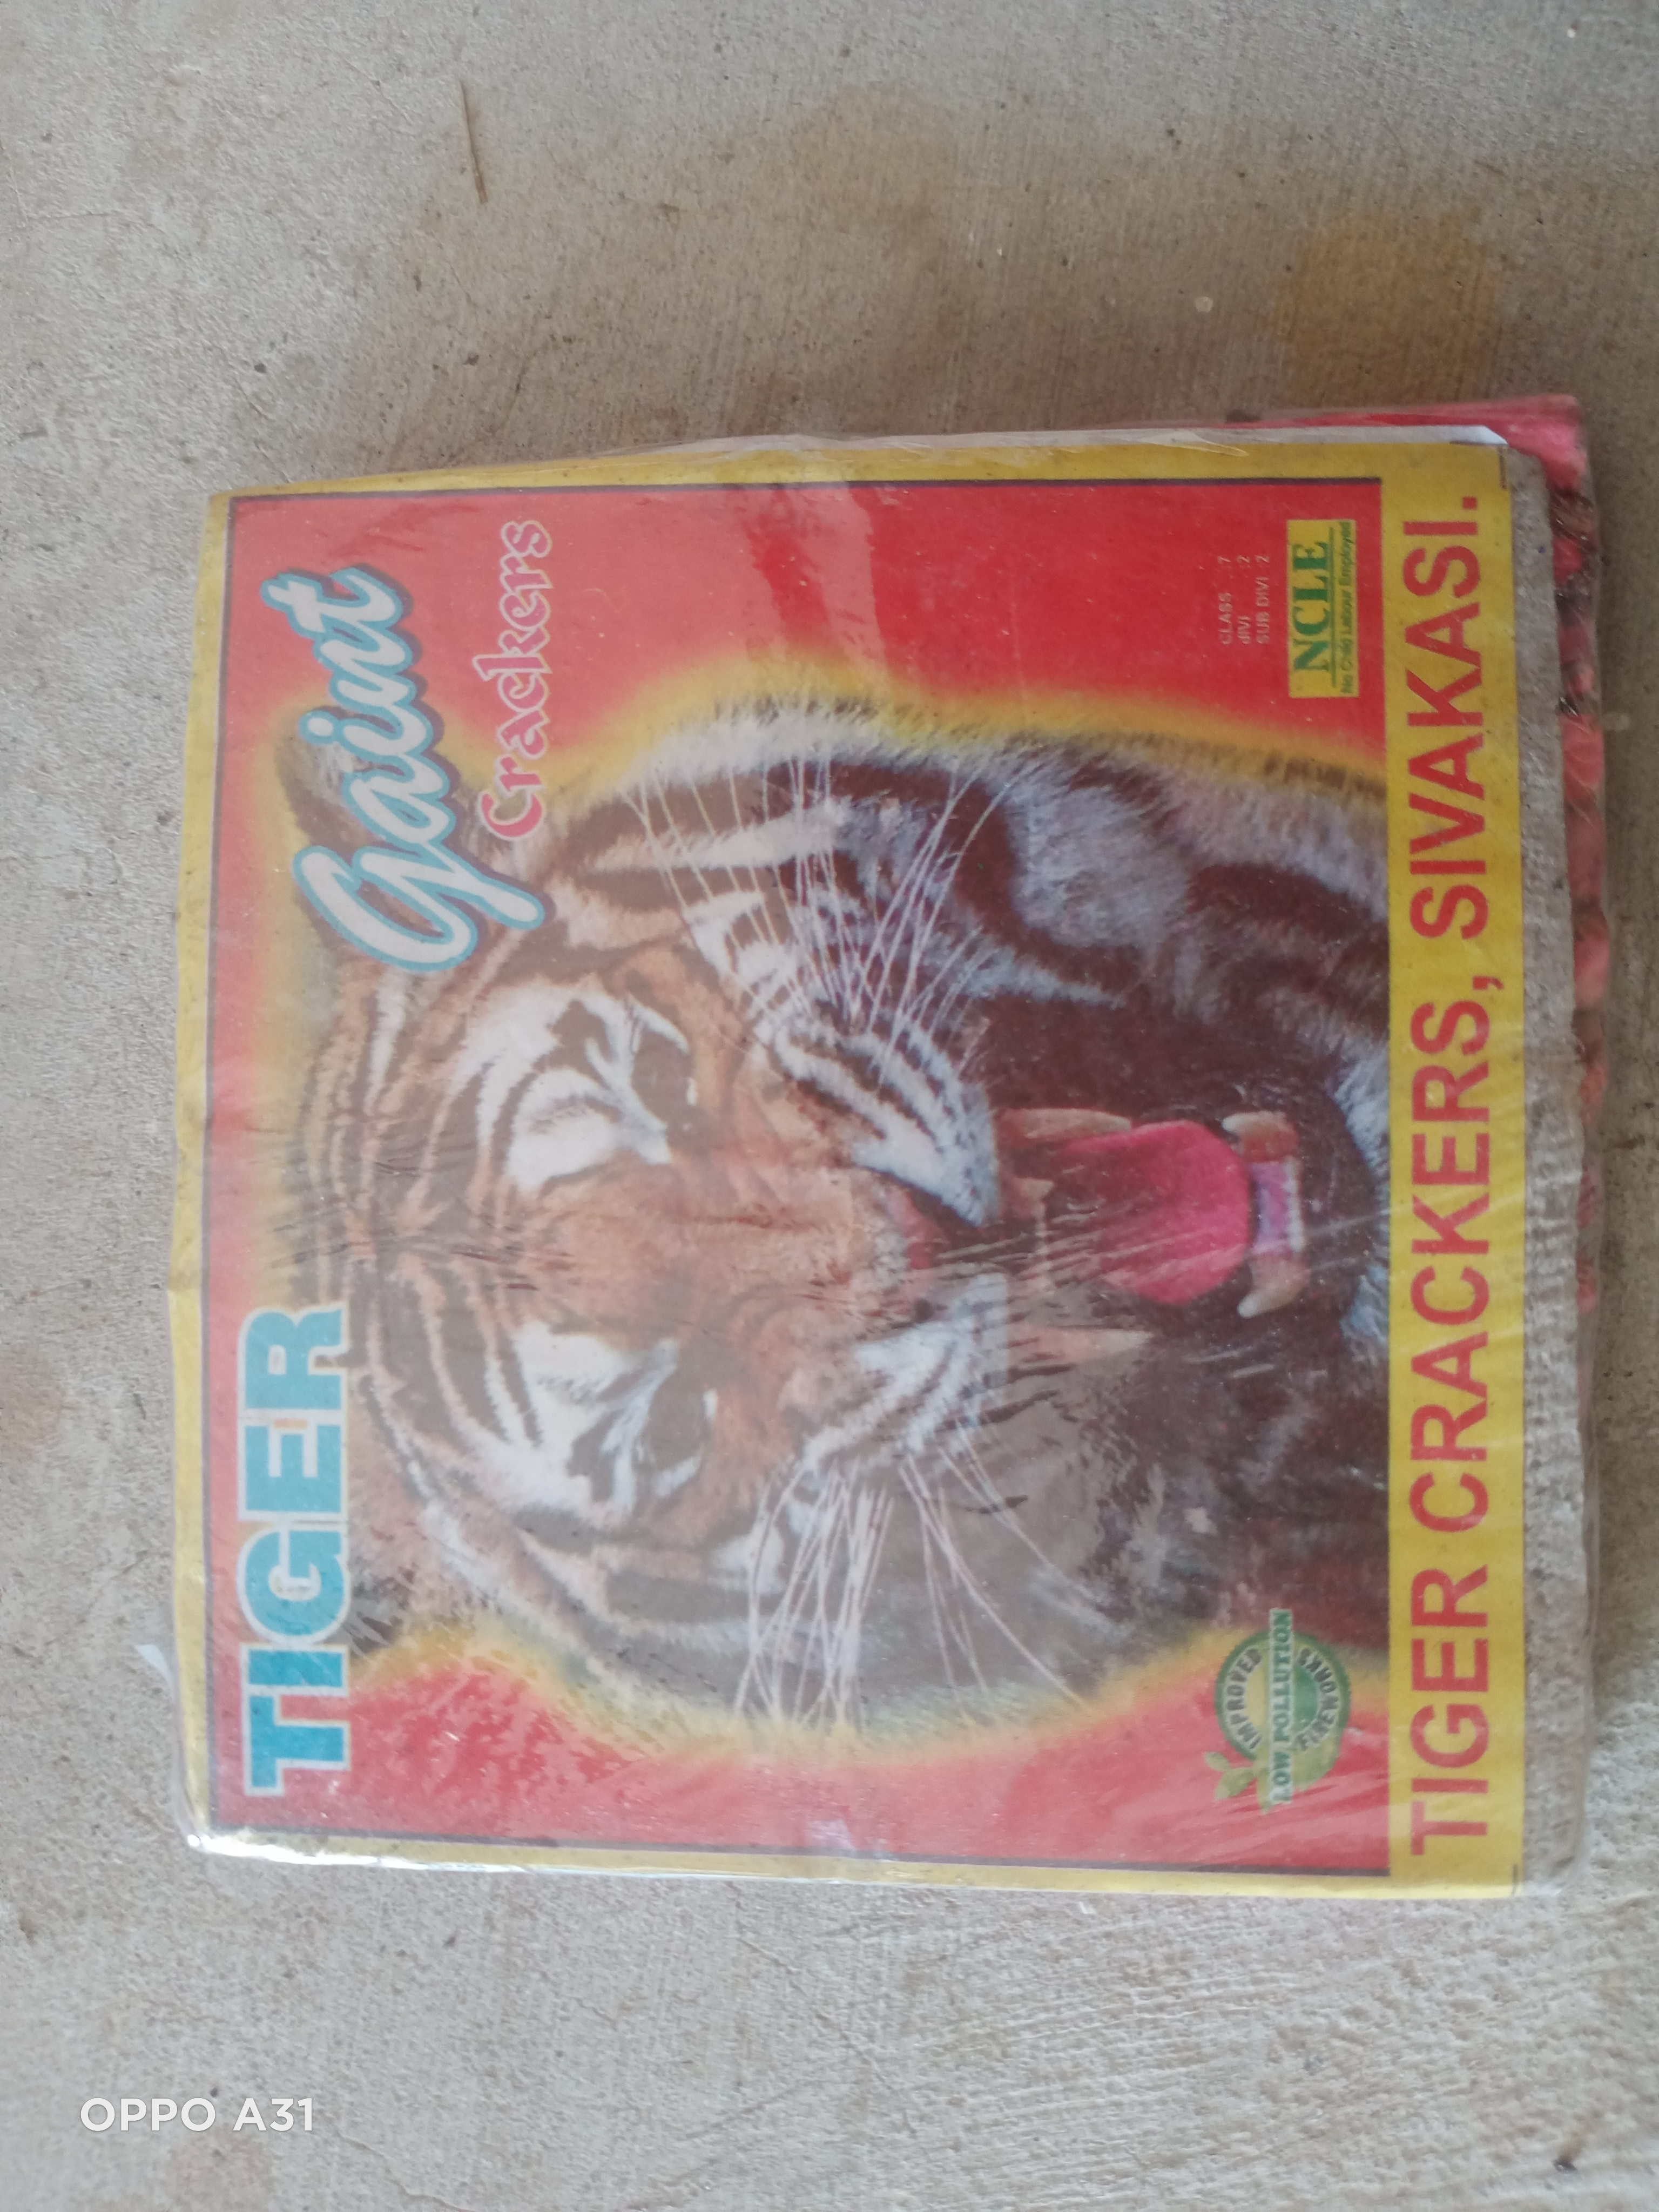 TIGER
Gaint
Crackers
IMPROVED
LOW POLLUTION
FIREWORKS
CLASS : 7
diVi : 2
SUB DIVI : 2
NCLE
No Child Labour Employed
TIGER CRACKERS, SIVAKASI.
OPPO A31